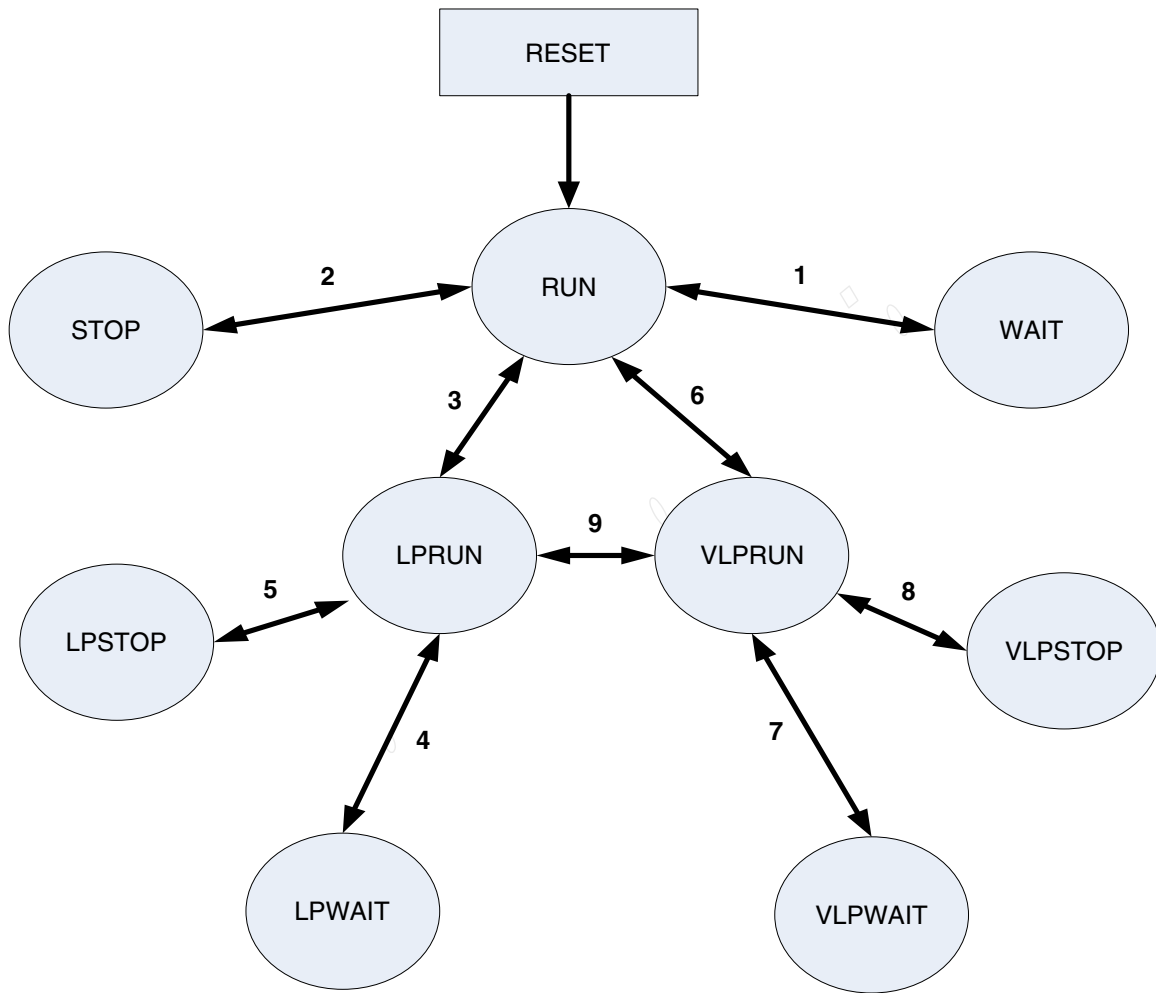 RESET
2
RUN
1
STOP
WAIT
3
6
LPRUN
9
VLPRUN
5
8
LPSTOP
VLPSTOP
4
7
LPWAIT
VLPWAIT